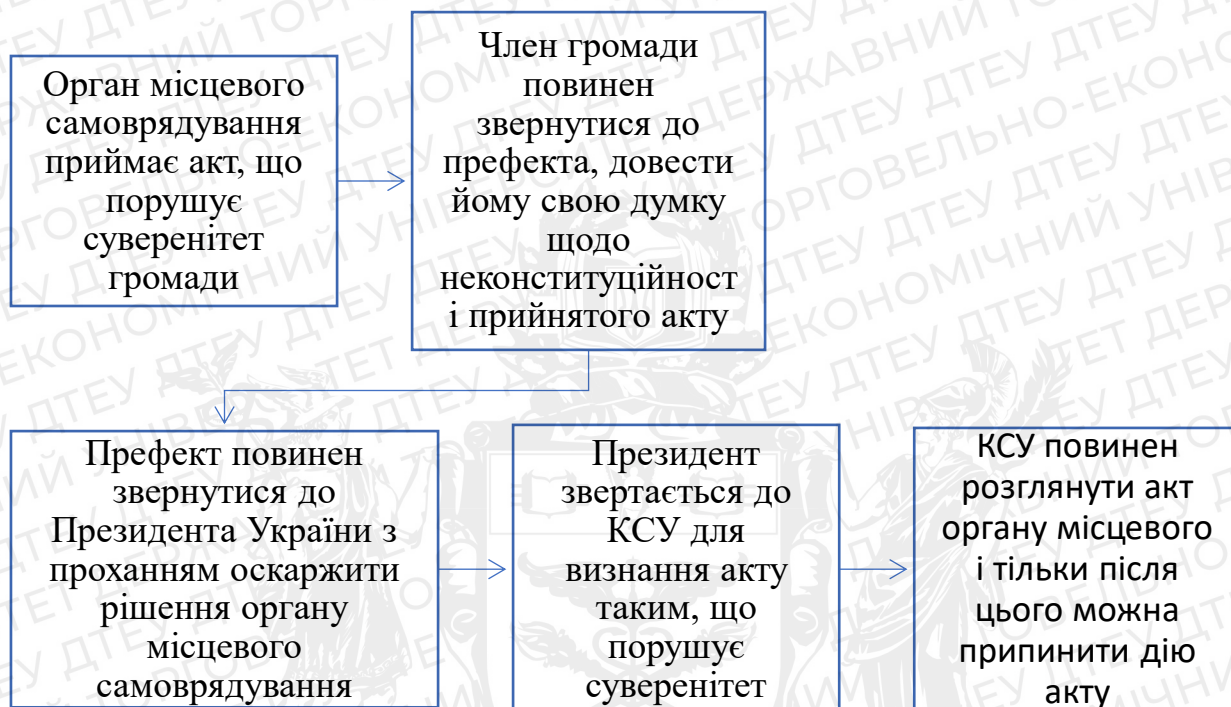 Орган місцевого
самоврядування
приймає акт, що
порушує
суверенітет
громади
Член громади
повинен
звернутися до
префекта, довести
йому свою думку
щодо
неконституційност
і прийнятого акту
Префект повинен
звернутися до
Президента України з
проханням оскаржити
рішення органу
місцевого
самоврядування
Президент
звертається до
КСУ для
визнання акту
таким, що
порушує
суверенітет
КСУ повинен
розглянути акт
органу місцевого
і тільки після
цього можна
припинити дію
акту